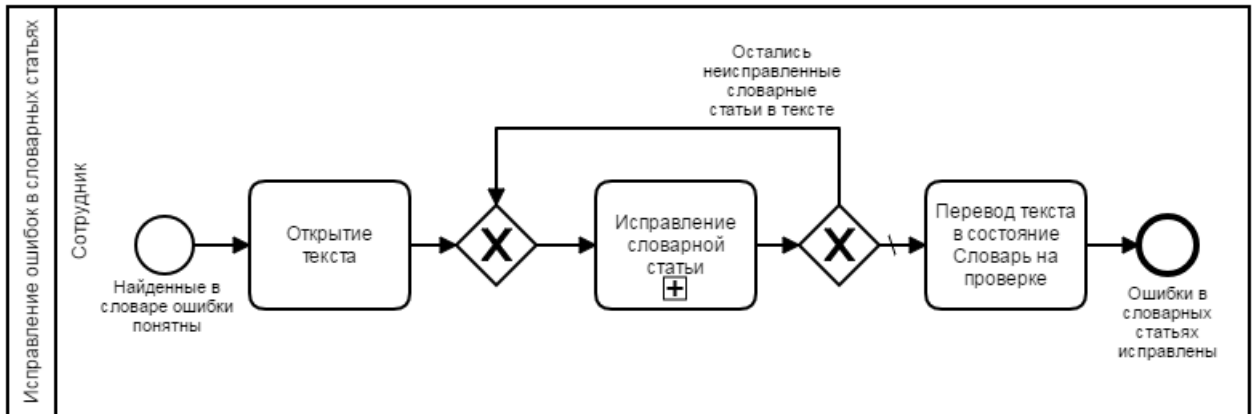 Исправление ошибок в словарных статьях
Сотрудник
Найденные в
словаре ошибки
понятны
Открытие
текста
Остались
неисправленные
словарные
статьи в тексте
Исправление
словарной
статьи
Перевод текста
в состояние
Словарь на
проверке
Ошибки в
словарных
статьях
исправлены